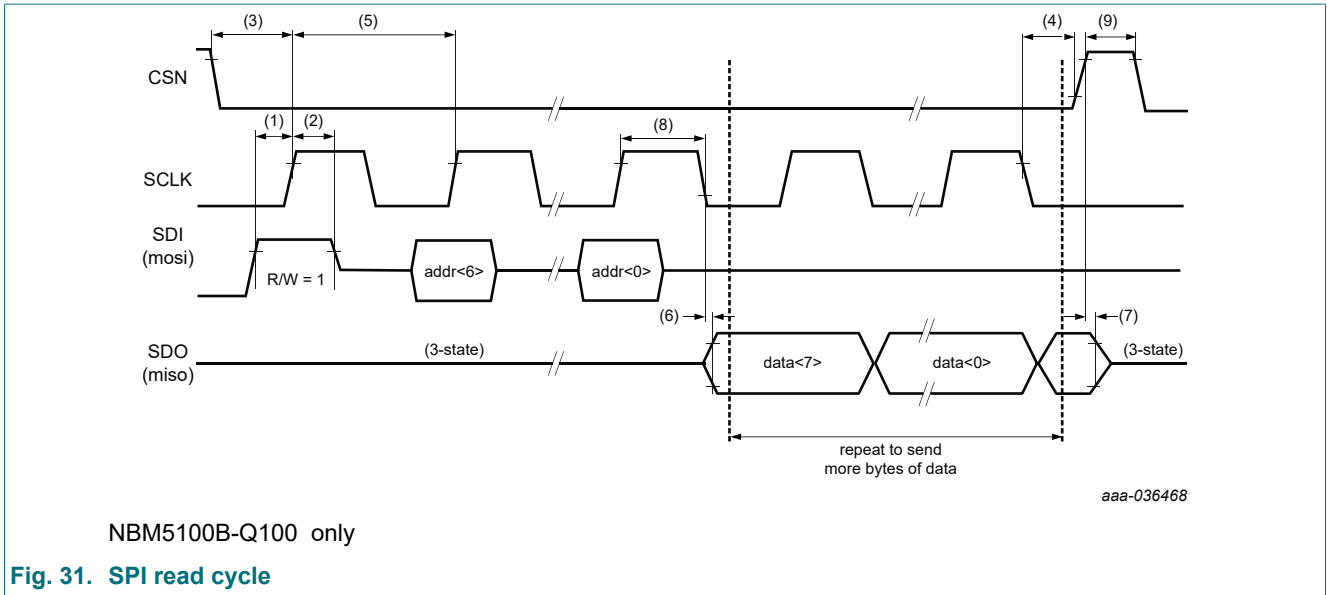 (3) (5) (4) (9)
CSN
(1) (2) (8)
SCLK
SDI
(mosi)
R/W = 1 addr<6> addr<0>
(6) (7)
SDO
(miso)
(3-state) data<7> data<0> (3-state)
repeat to send
more bytes of data
aaa-036468
NBM5100B-Q100 only
Fig. 31. SPI read cycle